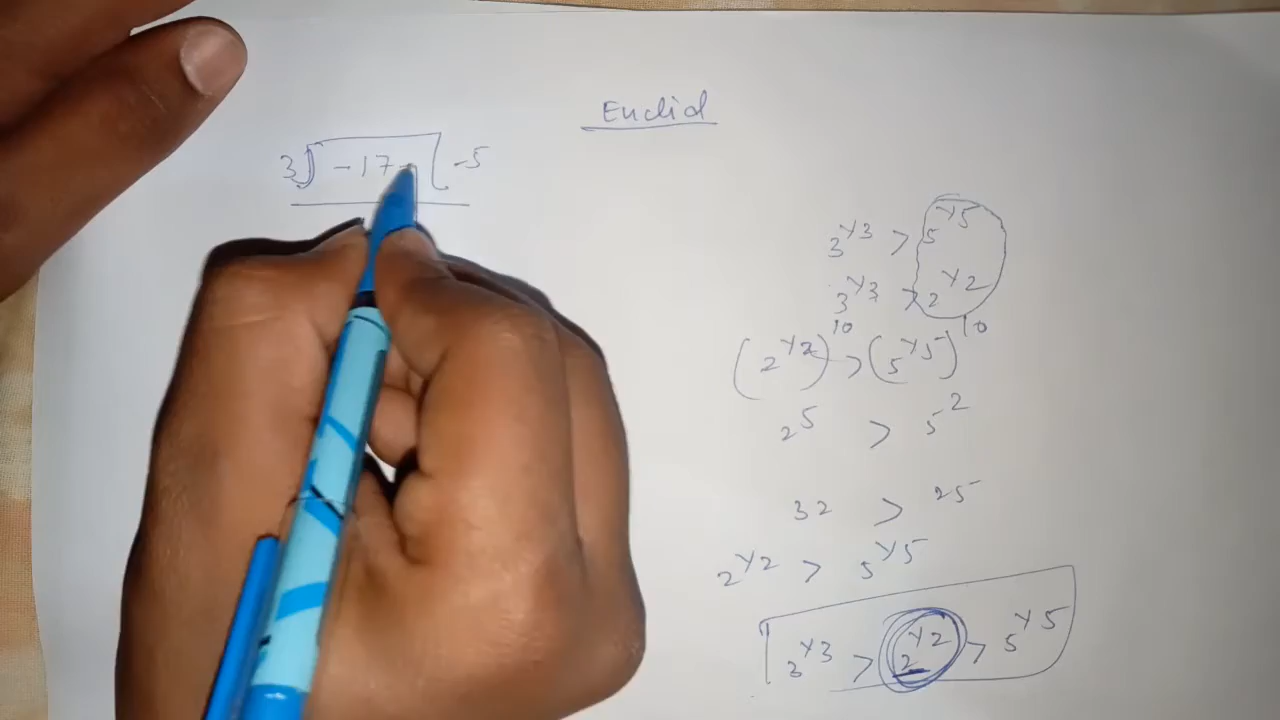 Euclid
3 ) -17 ( -5
3^1/3 > 5^1/5
3^1/3 > 2^1/2
(2^1/2)^10 > (5^1/5)^10
2^5 > 5^2
32 > 25
2^1/2 > 5^1/5
3^1/3 > 2^1/2 > 5^1/5